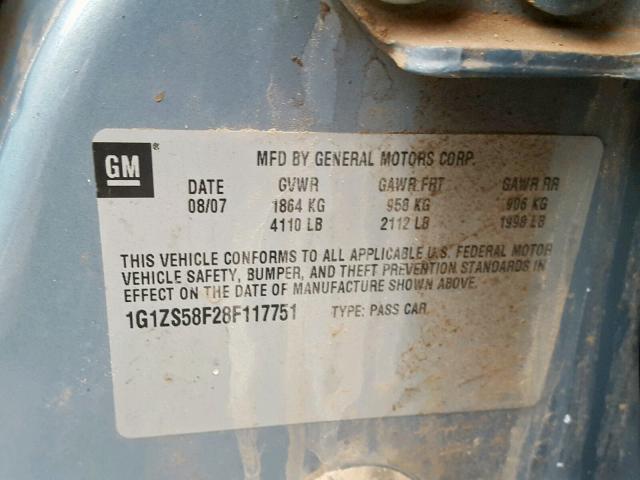 GM®
MFD BY GENERAL MOTORS CORP.
DATE GVWR GAWR FRT GAWR RR
08/07 1864 KG 958 KG 906 KG
4110 LB 2112 LB 1998 LB
THIS VEHICLE CONFORMS TO ALL APPLICABLE U.S. FEDERAL MOTOR
VEHICLE SAFETY, BUMPER, AND THEFT PREVENTION STANDARDS IN
EFFECT ON THE DATE OF MANUFACTURE SHOWN ABOVE.
1G1ZS58F28F117751 TYPE: PASS CAR